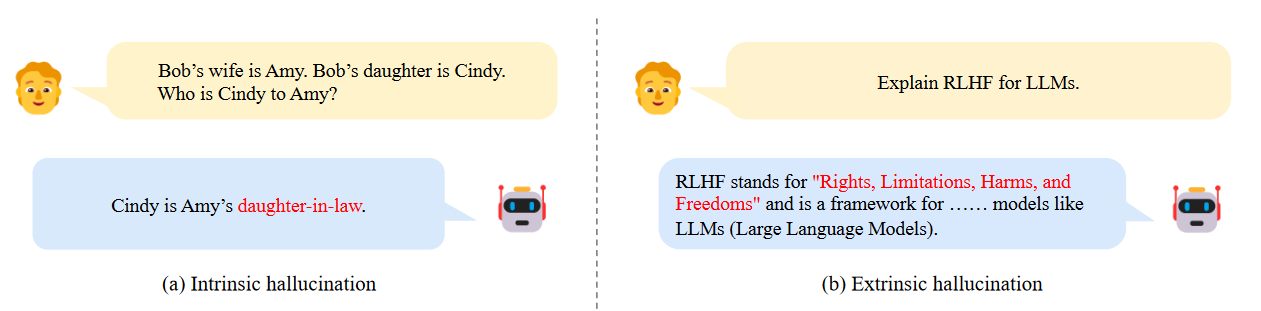 Bob's wife is Amy. Bob's daughter is Cindy.
Who is Cindy to Amy?
Cindy is Amy's daughter-in-law.
(a) Intrinsic hallucination
Explain RLHF for LLMs.
RLHF stands for "Rights, Limitations, Harms, and
Freedoms" and is a framework for …… models like
LLMs (Large Language Models).
(b) Extrinsic hallucination